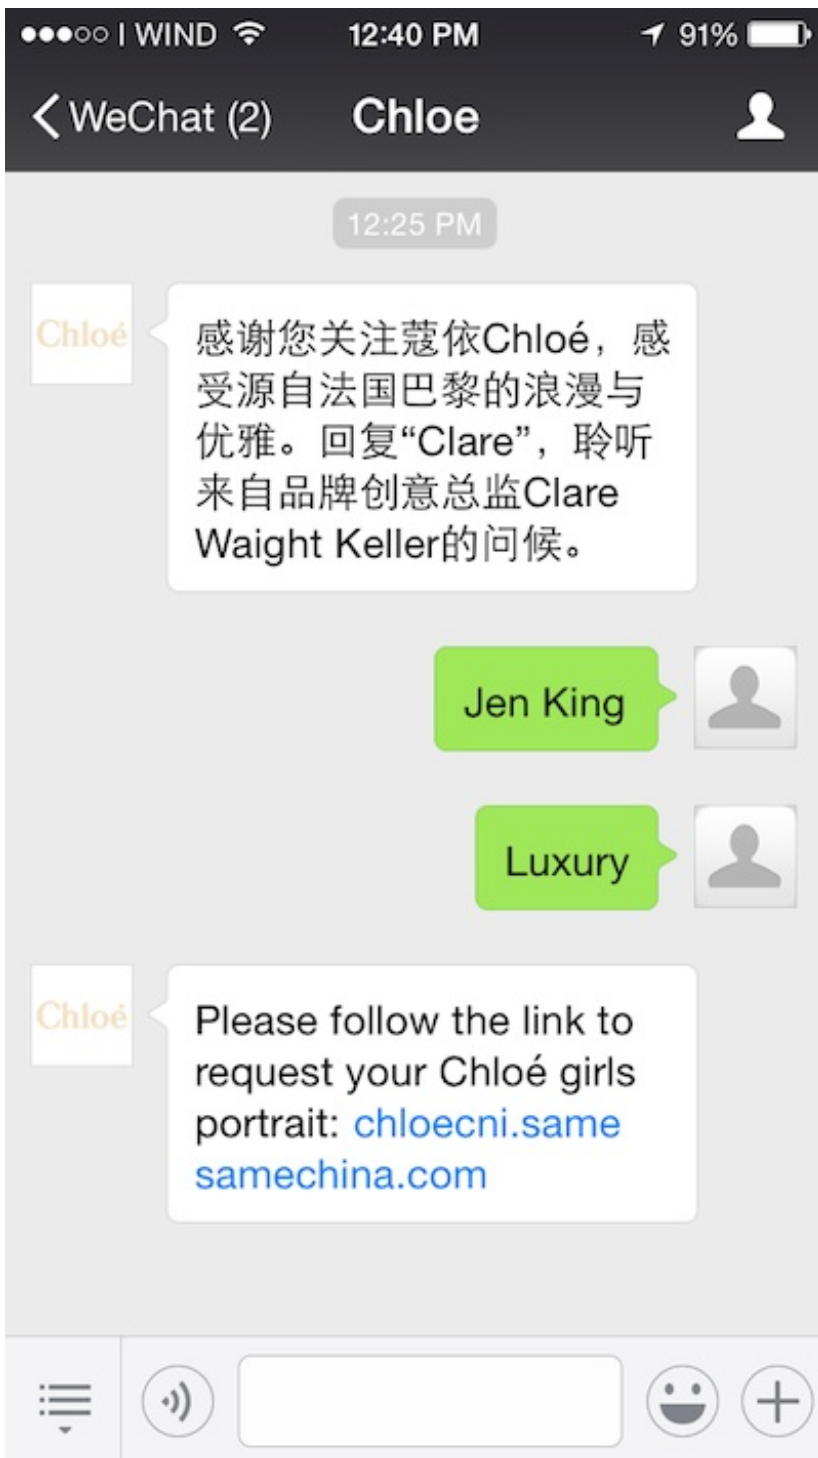 I WIND 12:40 PM 91%
WeChat (2) Chloe
12:25 PM
Chloé
感谢您关注蔻依Chloé，感
受源自法国巴黎的浪漫与
优雅。回复“Clare”，聆听
来自品牌创意总监Clare
Waight Keller的问候。
Jen King
Luxury
Chloé
Please follow the link to
request your Chloé girls
portrait: chloecni.same
samechina.com